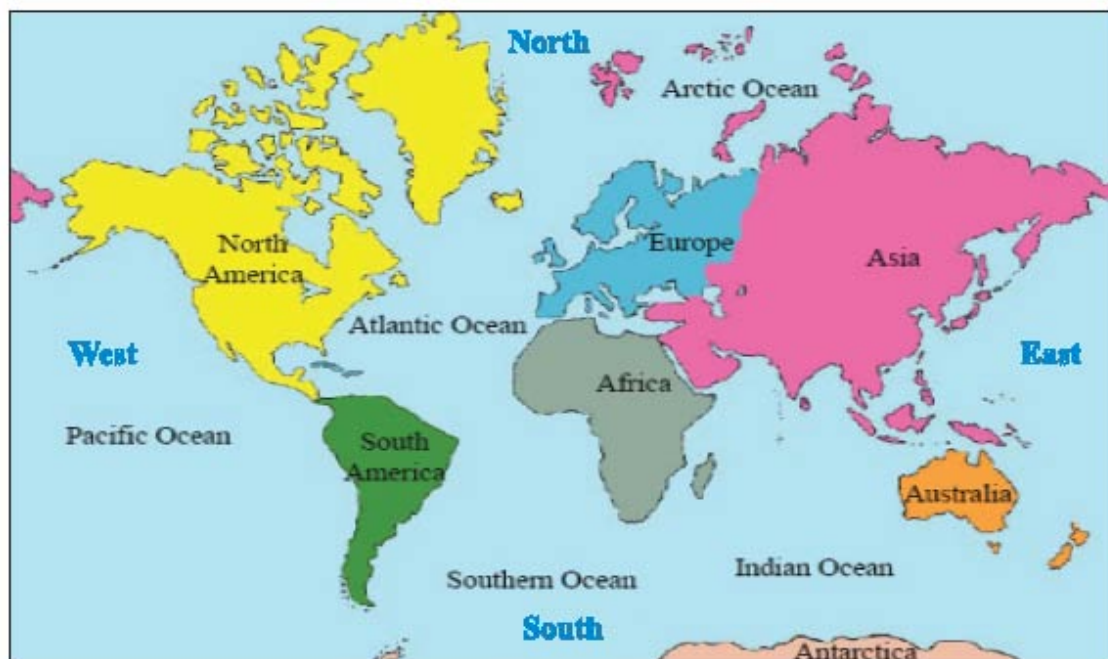 North
Arctic Ocean
North
America
Europe
Asia
Atlantic Ocean
West
East
Africa
Pacific Ocean
South
America
Australia
Indian Ocean
Southern Ocean
South
Antarctica